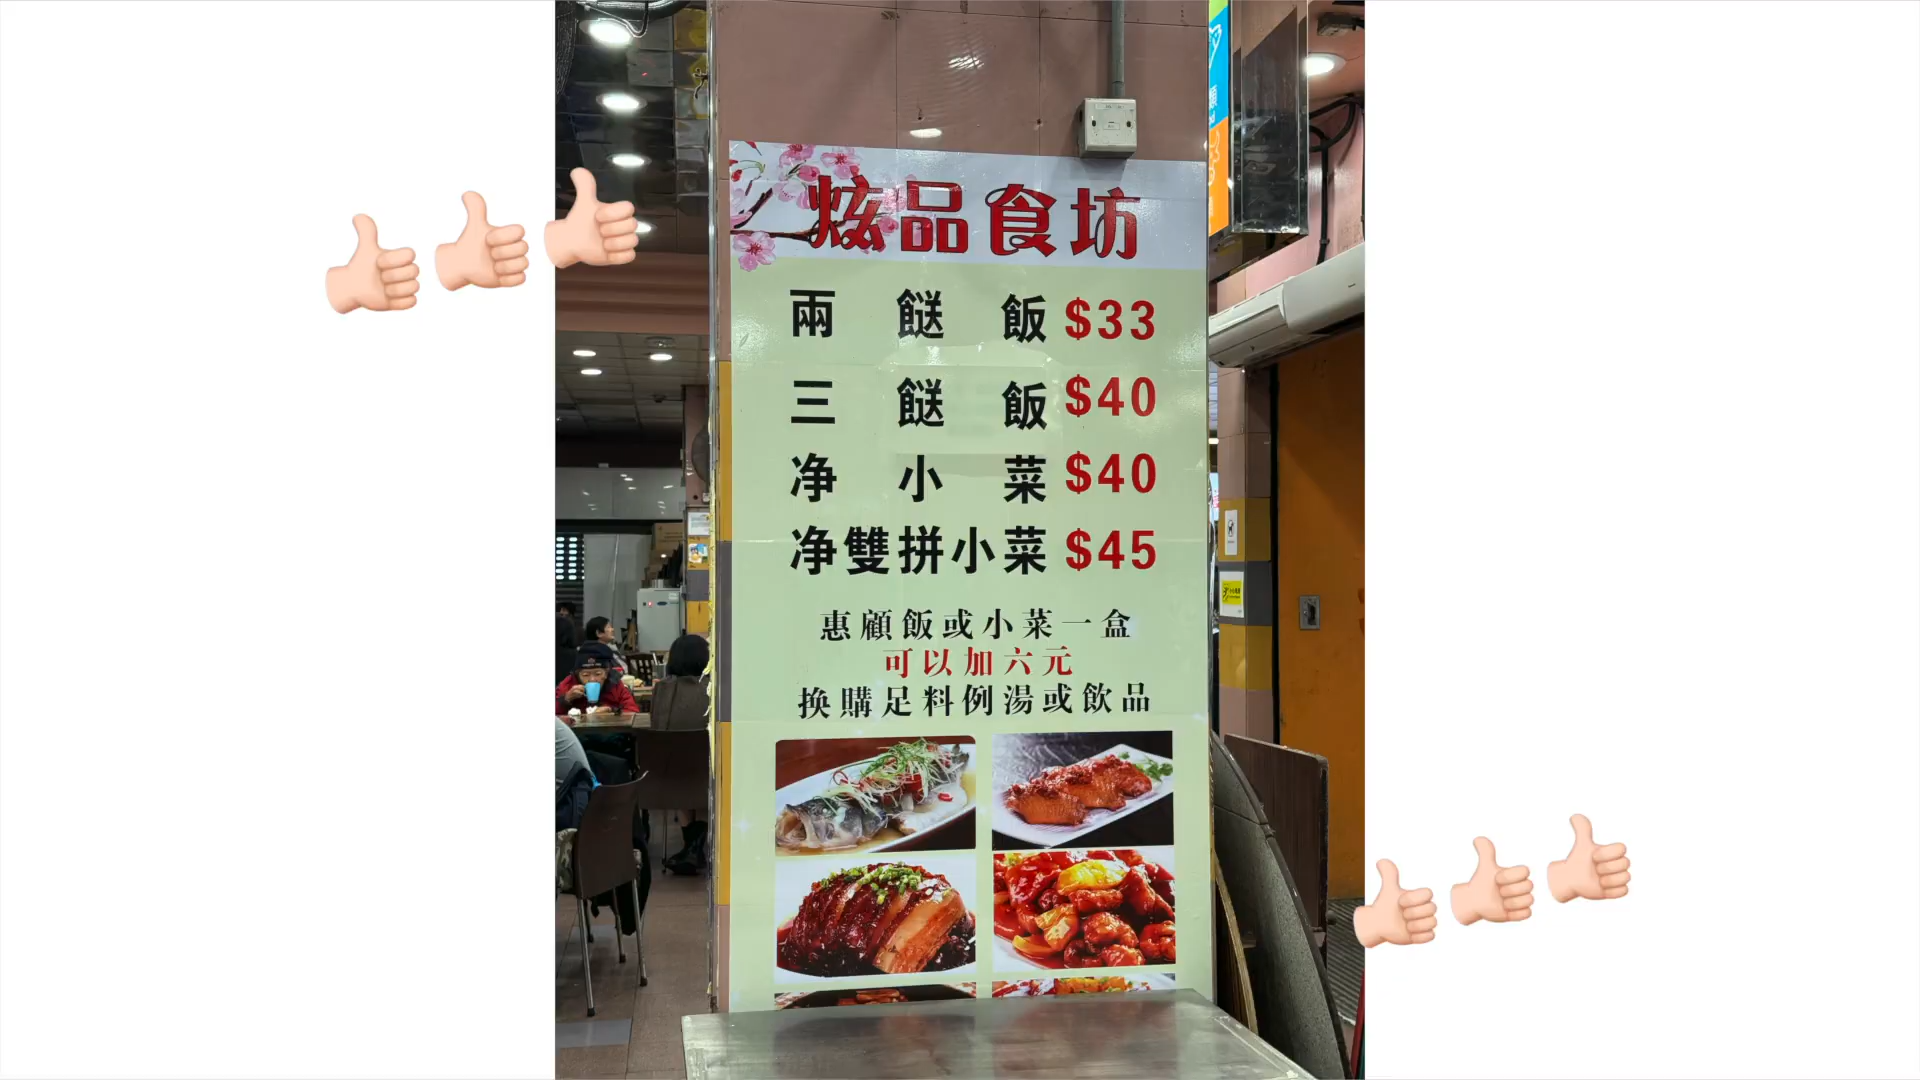 炫品食坊
兩餸飯 $33
三餸飯 $40
净小菜 $40
净雙拼小菜 $45
惠顧飯或小菜一盒
可以加六元
换購足料例湯或飲品